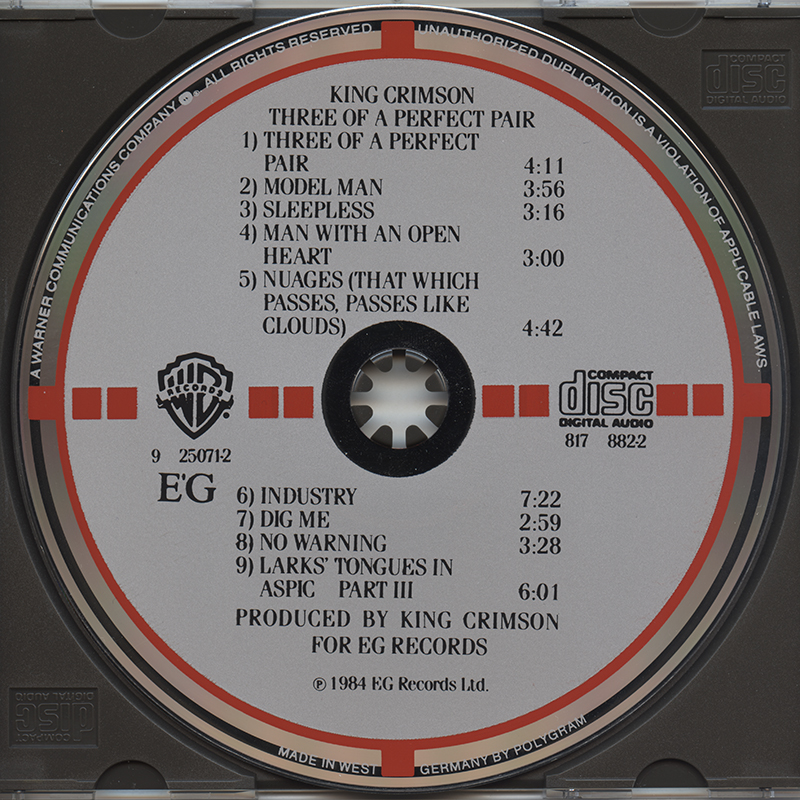 A WARNER COMMUNICATIONS COMPANY ALL RIGHTS RESERVED
UNAUTHORIZED DUPLICATION IS A VIOLATION OF APPLICABLE LAWS.
COMPACT
disc
DIGITAL AUDIO
KING CRIMSON
THREE OF A PERFECT PAIR
1) THREE OF A PERFECT
PAIR 4:11
2) MODEL MAN 3:56
3) SLEEPLESS 3:16
4) MAN WITH AN OPEN
HEART 3:00
5) NUAGES (THAT WHICH
PASSES, PASSES LIKE
CLOUDS) 4:42
WB
RECORDS
COMPACT
disc
DIGITAL AUDIO
9 25071-2
817 882-2
E'G
6) INDUSTRY 7:22
7) DIG ME 2:59
8) NO WARNING 3:28
9) LARKS' TONGUES IN
ASPIC PART III 6:01
PRODUCED BY KING CRIMSON
FOR EG RECORDS
℗ 1984 EG Records Ltd.
COMPACT
disc
DIGITAL AUDIO
MADE IN WEST GERMANY BY POLYGRAM